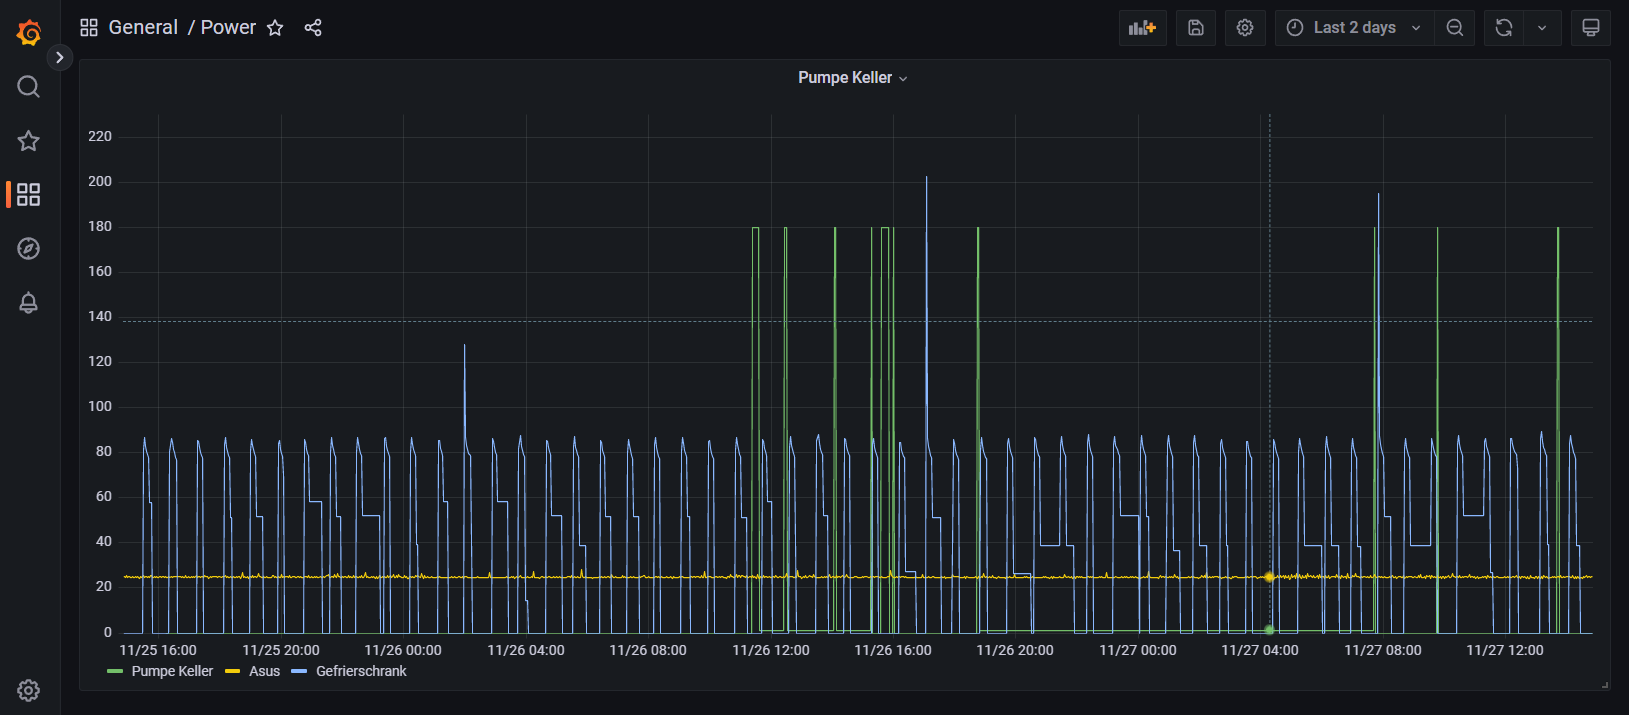 General / Power
Last 2 days
Pumpe Keller
220
200
180
160
140
120
100
80
60
40
20
0
11/25 16:00 11/25 20:00 11/26 00:00 11/26 04:00 11/26 08:00 11/26 12:00 11/26 16:00 11/26 20:00 11/27 00:00 11/27 04:00 11/27 08:00 11/27 12:00
Pumpe Keller Asus Gefrierschrank